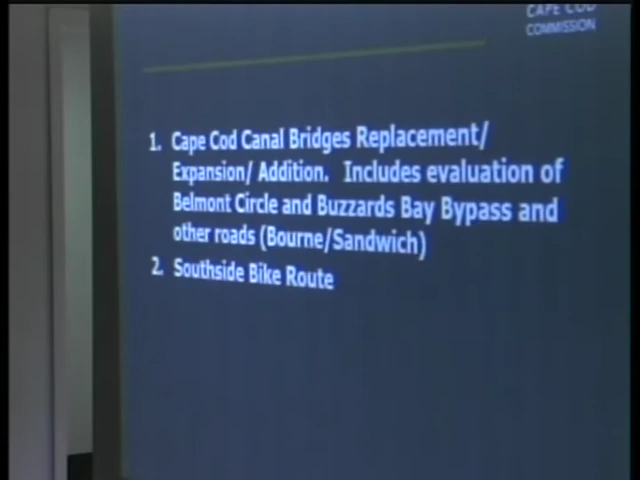 CAPE COD
COMMISSION
1. Cape Cod Canal Bridges Replacement/
Expansion/ Addition. Includes evaluation of
Belmont Circle and Buzzards Bay Bypass and
other roads (Bourne/Sandwich)
2. Southside Bike Route